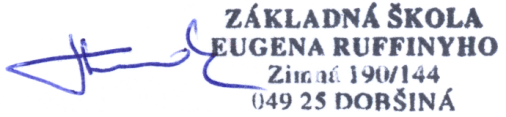 ZÁKLADNÁ ŠKOLA
EUGENA RUFFINYHO
Zimná 190/144
049 25 DOBŠINÁ